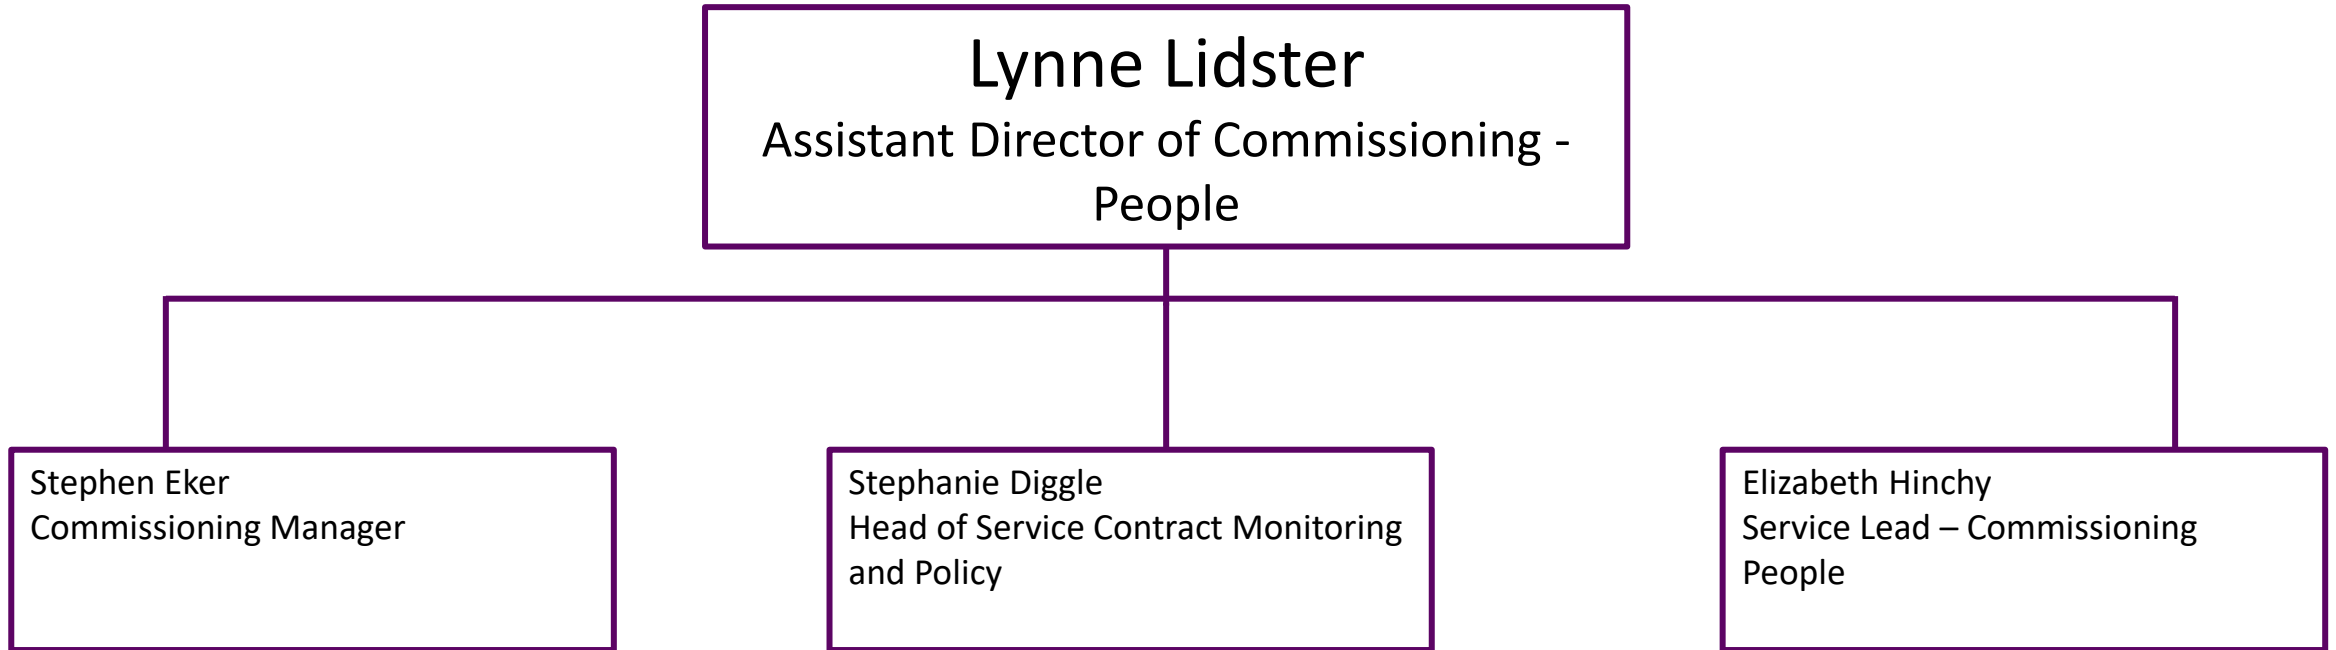 Lynne Lidster
Assistant Director of Commissioning -
People
Stephen Eker
Commissioning Manager
Stephanie Diggle
Head of Service Contract Monitoring
and Policy
Elizabeth Hinchy
Service Lead – Commissioning
People